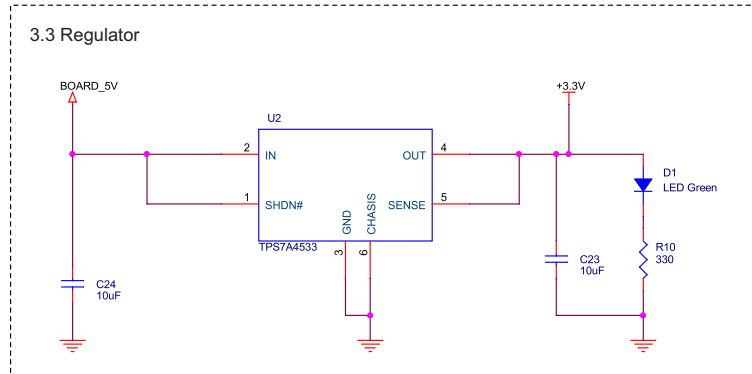 3.3 Regulator
BOARD_5V
+3.3V
U2
2
IN
OUT
4
D1
LED Green
1
SHDN#
SENSE
5
GND
CHASIS
TPS7A4533
3
6
R10
330
C23
10uF
C24
10uF